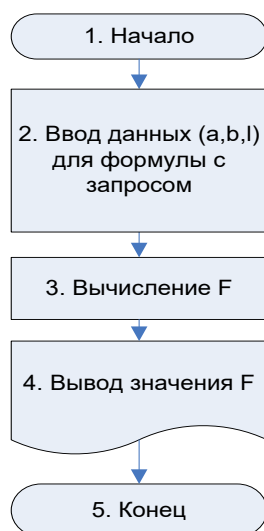 1. Начало
2. Ввод данных (a,b,l)
для формулы с
запросом
3. Вычисление F
4. Вывод значения F
5. Конец